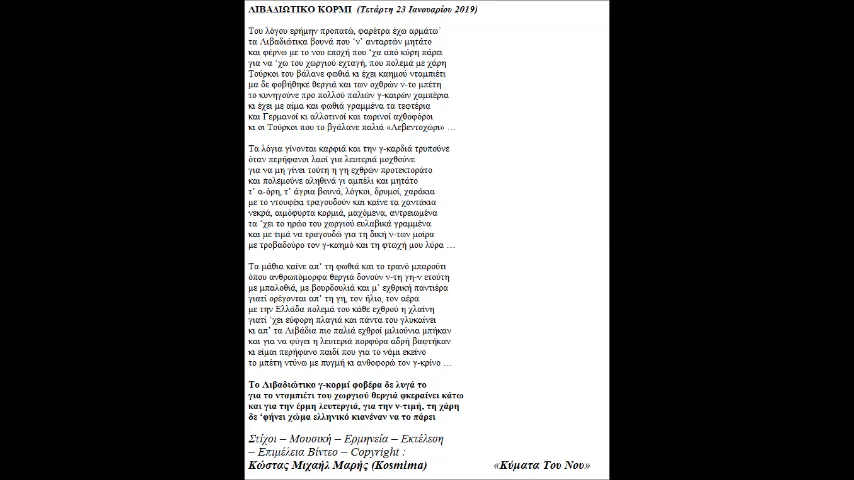 ΛΙΒΑΔΙΩΤΙΚΟ ΚΟΡΜΙ (Τετάρτη 23 Ιανουαρίου 2019)
Του λόγου ερήμην προπατώ, φαρέτρα έχω αρμάτω΄
τα Λιβαδιώτικα βουνά που ‘ν’ ανταρτών μητάτο
και φέρνω με το νου εποχή που ‘χα από κύρη πάρει
για να ‘χω του χωργιού εχταγή, που πολεμά με χάρη
Τούρκοι του βάλανε φωθιά κι έχει καημού νταμπιέτι
μα δε φοβήθηκε θεργιά και των οχθρών ν-το μπέτη
το κυνηγούνε προ πολλού παλιών γ-καιρών χαμπέρια
κι έχει με αίμα και φωθιά γραμμένα τα τεφτέρια
και Γερμανοί κι αλλοτινοί και τωρινοί αχθοφόροι
κι οι Τούρκοι που το βγάλανε παλιά «Λεβεντοχώρι» …
Τα λόγια γίνονται καρφιά και την γ-καρδιά τρυπούνε
όταν περήφανοι λαοί για λευτεριά μοχθούνε
για να μη γίνει τούτη η γη εχθρών προτεκτοράτο
και πολεμούνε αληθινά γι αμπέλι και μητάτο
τ’ α-όρη, τ’ άγρια βουνά, λόγκοι, δρυμοί, χαράκια
με το ντουφέκι τραγουδούν και καίνε τα χαντάκια
νεκρά, αιμόφυρτα κορμιά, μαχόμενα, αντρειωμένα
τα ‘χει το ηρώο του χωργιού ευλαβικά γραμμένα
και με τιμά να τραγουδώ για τη δική ν-των μοίρα
με τροβαδούρο τον γ-καημό και τη φτωχή μου λύρα …
Τα μάθια καίνε απ’ τη φωθιά και το τρανό μπαρούτι
όπου ανθρωπόμορφα θεργιά δονούν ν-τη γη-ν ετούτη
με μπαλοθιά, με βουρδουλιά και μ’ εχθρική παντιέρα
γιατί ορέγονται απ’ τη γη, τον ήλιο, τον αέρα
με την Ελλάδα πολεμά του κάθε εχθρού η χλαίνη
γιατί ‘χει εύφορη πλαγιά και πάντα του γλυκαίνει
κι απ’ τα Λιβάδια πιο παλιά εχθροί μιλιούνια μπήκαν
και για να φύγει η λευτεριά πορφύρα αδρή βαφτήκαν
κι είμαι περήφανο παιδί που για το νάμι εκείνο
το μπέτη ντύνω με πυγμή κι ανθοφορώ τον γ-κρίνο …
Το Λιβαδιώτικο γ-κορμί φοβέρα δε λυγά το
για το νταμπιέτι του χωργιού θεργιά φκεραίνει κάτω
και για την έρμη λευτεργιά, για την ν-τιμή, τη χάρη
δε ‘φήνει χώμα ελληνικό κιανέναν να το πάρει
Στίχοι – Μουσική – Ερμηνεία – Εκτέλεση
– Επιμέλεια Βίντεο – Copyright :
Κώστας Μιχαήλ Μαρής (Kosmima) «Κύματα Του Νου»